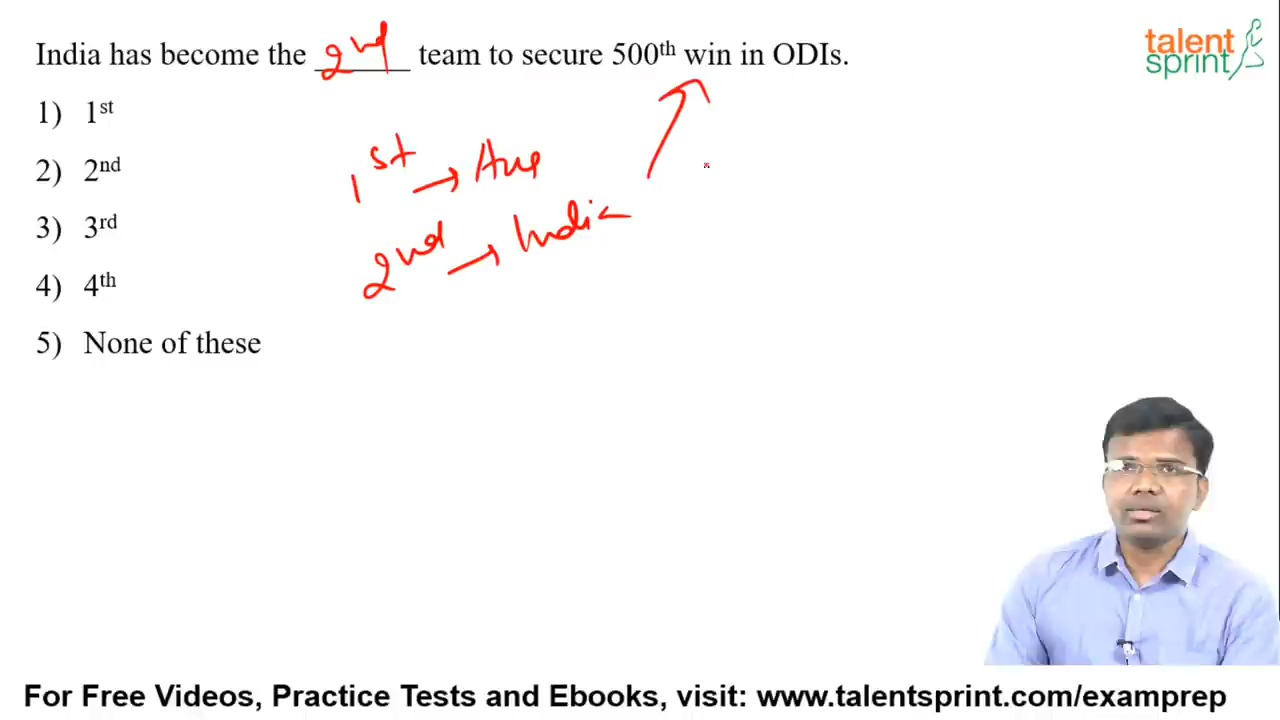 India has become the 2nd team to secure 500th win in ODIs.
1) 1st
2) 2nd
3) 3rd
4) 4th
5) None of these
1st → Aus
2nd → India
talent
sprint
For Free Videos, Practice Tests and Ebooks, visit: www.talentsprint.com/examprep